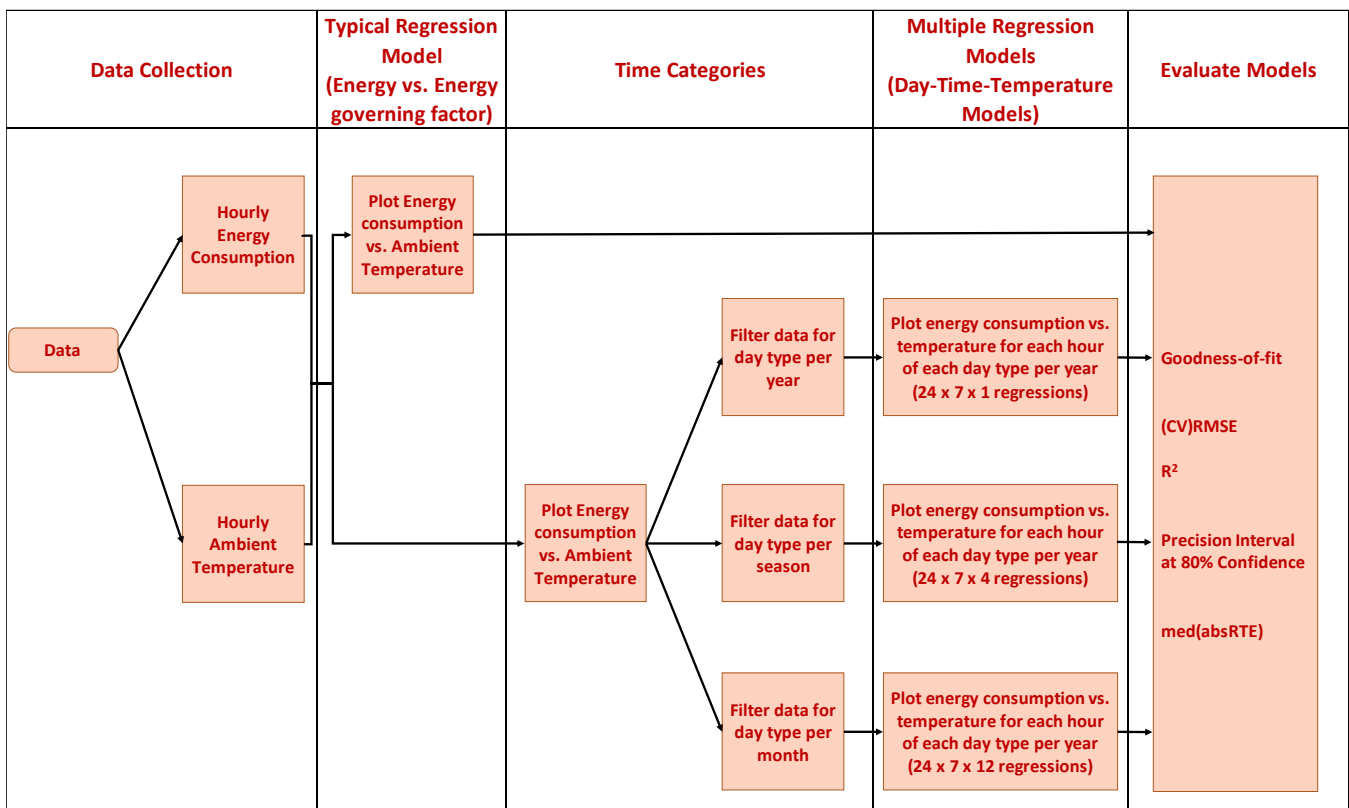 Data Collection
Typical Regression
Model
(Energy vs. Energy
governing factor)
Time Categories
Multiple Regression
Models
(Day-Time-Temperature
Models)
Evaluate Models
Data
Hourly
Energy
Consumption
Hourly
Ambient
Temperature
Plot Energy
consumption
vs. Ambient
Temperature
Plot Energy
consumption
vs. Ambient
Temperature
Filter data for
day type per
year
Filter data for
day type per
season
Filter data for
day type per
month
Plot energy consumption vs.
temperature for each hour
of each day type per year
(24 x 7 x 1 regressions)
Plot energy consumption vs.
temperature for each hour
of each day type per year
(24 x 7 x 4 regressions)
Plot energy consumption vs.
temperature for each hour
of each day type per year
(24 x 7 x 12 regressions)
Goodness-of-fit
(CV)RMSE
R²
Precision Interval
at 80% Confidence
med(absRTE)